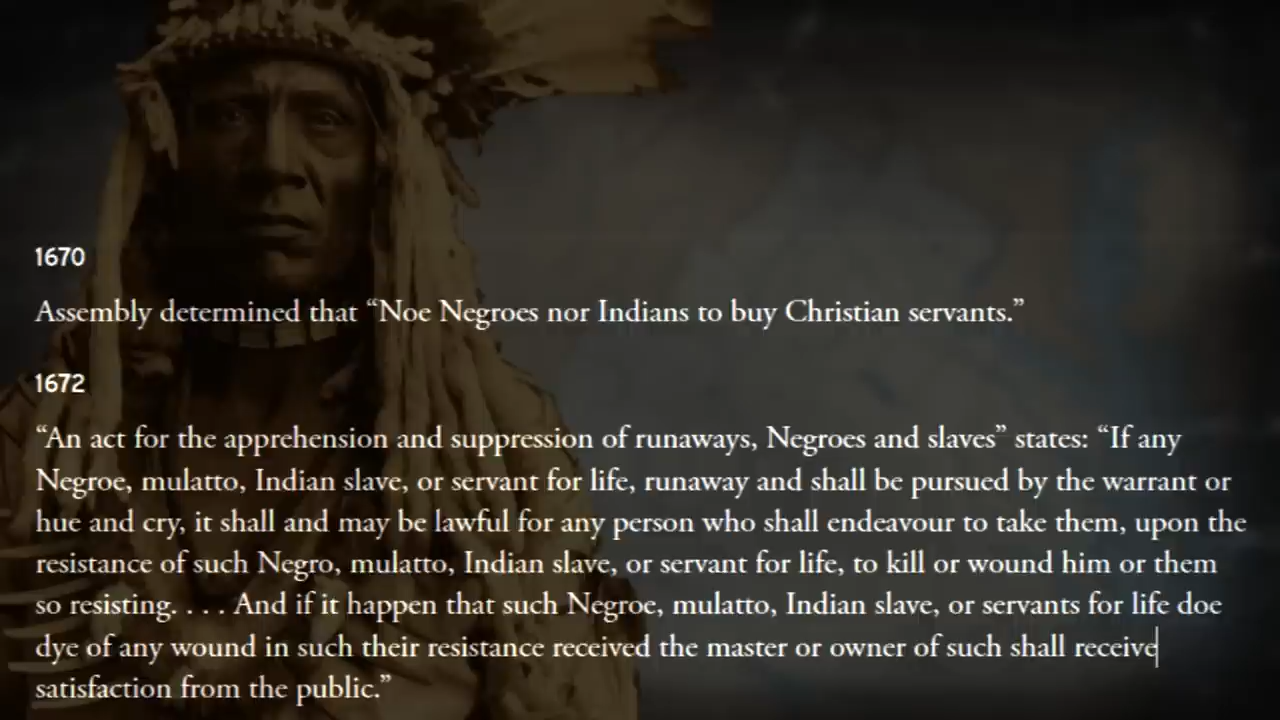 1670
Assembly determined that “Noe Negroes nor Indians to buy Christian servants.”
1672
“An act for the apprehension and suppression of runaways, Negroes and slaves” states: “If any
Negroe, mulatto, Indian slave, or servant for life, runaway and shall be pursued by the warrant or
hue and cry, it shall and may be lawful for any person who shall endeavour to take them, upon the
resistance of such Negro, mulatto, Indian slave, or servant for life, to kill or wound him or them
so resisting. . . . And if it happen that such Negroe, mulatto, Indian slave, or servants for life doe
dye of any wound in such their resistance received the master or owner of such shall receive
satisfaction from the public.”